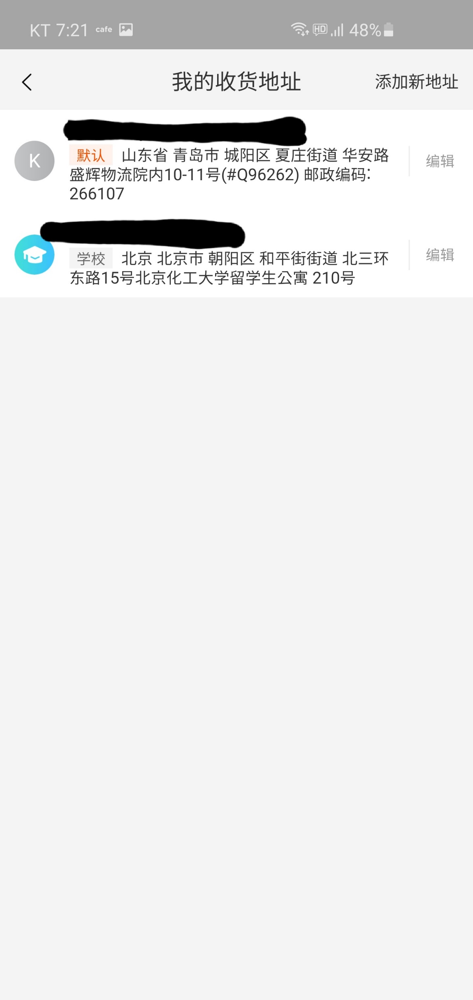 KT 7:21 cafe HD 48%
我的收货地址 添加新地址
K
默认 山东省 青岛市 城阳区 夏庄街道 华安路
盛辉物流院内10-11号(#Q96262) 邮政编码:
266107
编辑
学校 北京 北京市 朝阳区 和平街街道 北三环
东路15号北京化工大学留学生公寓 210号
编辑